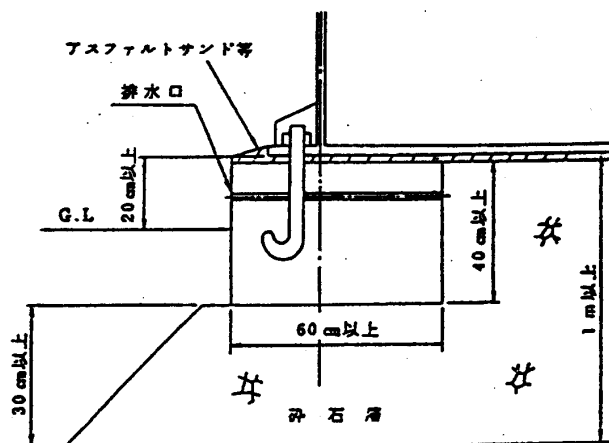 アスファルトサンド等
排水口
20㎝以上
G.L
40㎝以上
1m以上
60㎝以上
30㎝以上
砕石層